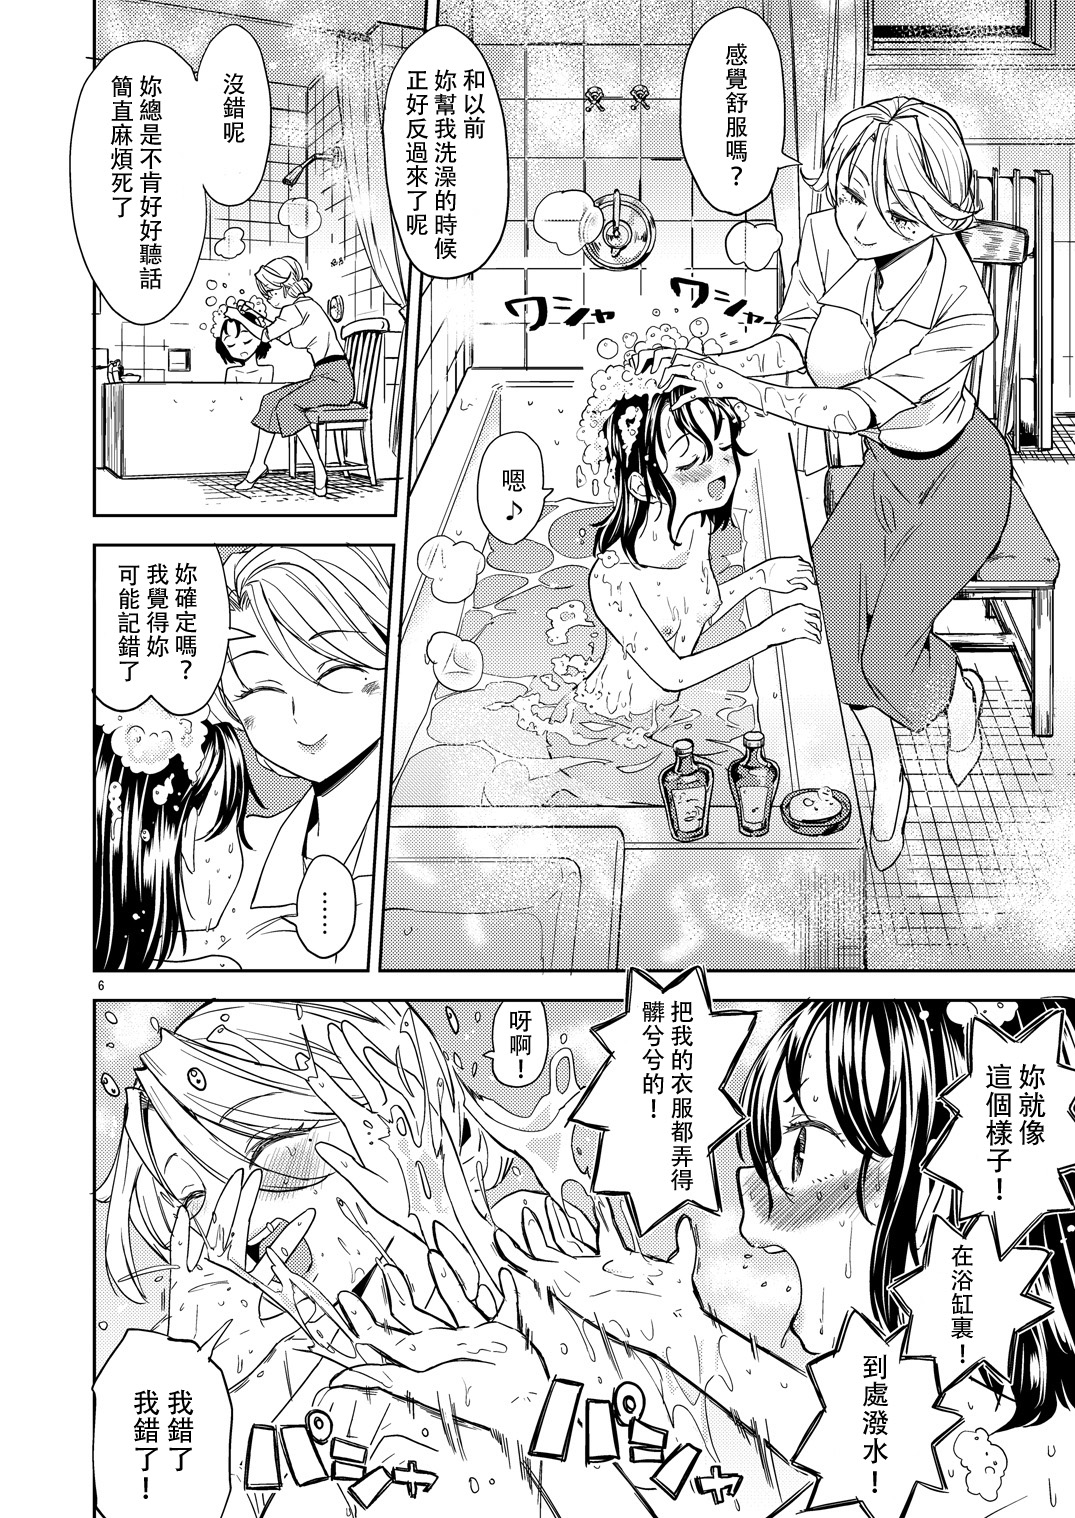 感覺舒服嗎？
和以前
妳幫我洗澡的時候
正好反過來了呢
ワシャ
ワシャ
嗯♪
沒錯呢
妳總是不肯好好聽話
簡直麻煩死了
妳確定嗎？
我覺得妳
可能記錯了
……
6
妳就像
這個樣子！
在浴缸裏！
到處潑水！
把我的衣服都弄得
髒兮兮的！
呀啊！
パシャ
パシャ
我錯了
我錯了！